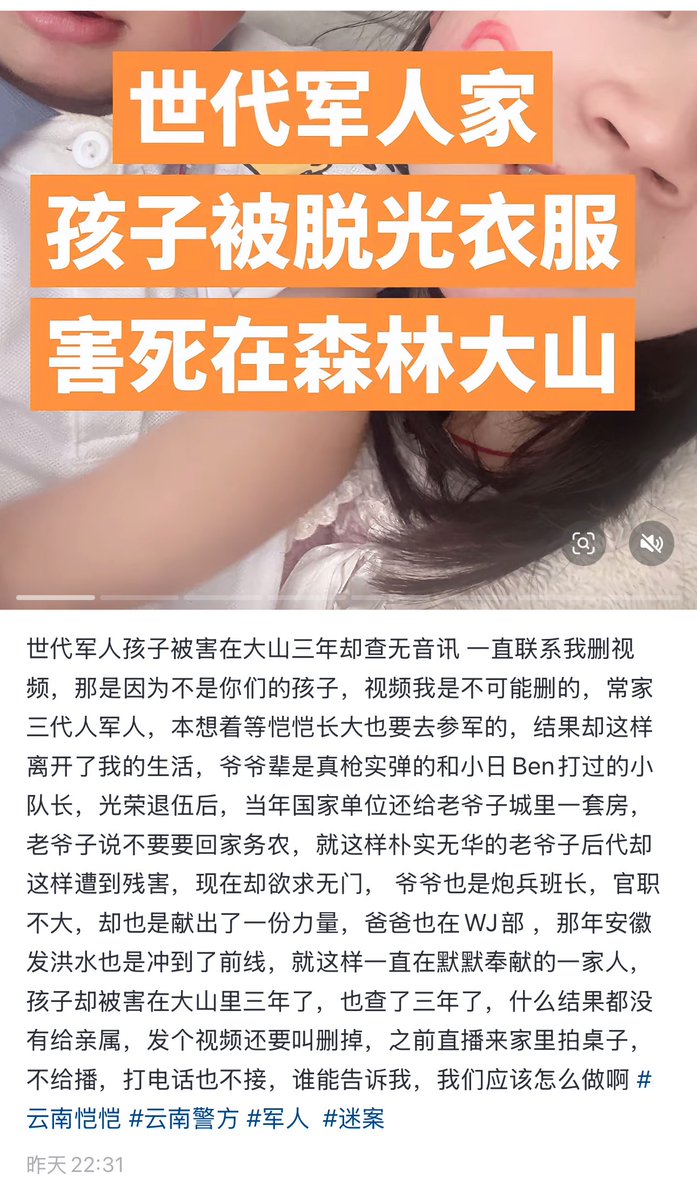 世代军人家
孩子被脱光衣服
害死在森林大山
世代军人孩子被害在大山三年却查无音讯 一直联系我删视
频，那是因为不是你们的孩子，视频我是不可能删的，常家
三代人军人，本想着等恺恺长大也要去参军的，结果却这样
离开了我的生活，爷爷辈是真枪实弹的和小日Ben打过的小
队长，光荣退伍后，当年国家单位还给老爷子城里一套房，
老爷子说不要要回家务农，就这样朴实无华的老爷子后代却
这样遭到残害，现在却欲求无门， 爷爷也是炮兵班长，官职
不大，却也是献出了一份力量，爸爸也在WJ部 ，那年安徽
发洪水也是冲到了前线，就这样一直在默默奉献的一家人，
孩子却被害在大山里三年了，也查了三年了，什么结果都没
有给亲属，发个视频还要叫删掉，之前直播来家里拍桌子，
不给播，打电话也不接，谁能告诉我，我们应该怎么做啊 #
云南恺恺 #云南警方 #军人 #迷案
昨天 22:31